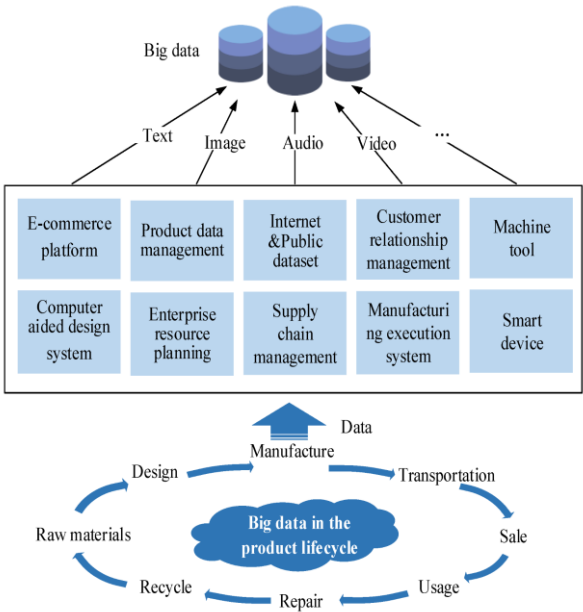 Big data
Text
Image
Audio
Video
...
E-commerce
platform
Product data
management
Internet
&Public
dataset
Customer
relationship
management
Machine
tool
Computer
aided design
system
Enterprise
resource
planning
Supply
chain
management
Manufacturi
ng execution
system
Smart
device
Data
Manufacture
Design
Transportation
Raw materials
Big data in the
product lifecycle
Sale
Recycle
Usage
Repair